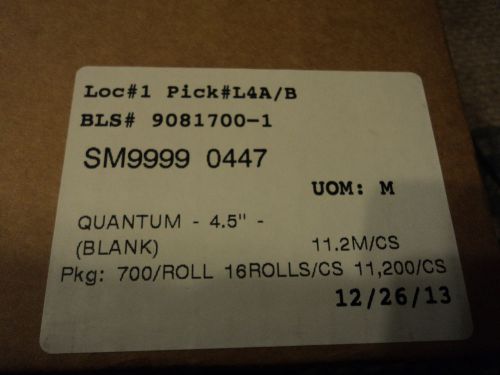 Loc#1 Pick#L4A/B
BLS# 9081700-1
SM9999 0447
UOM: M
QUANTUM - 4.5" -
(BLANK) 11.2M/CS
Pkg: 700/ROLL 16ROLLS/CS 11,200/CS
12/26/13